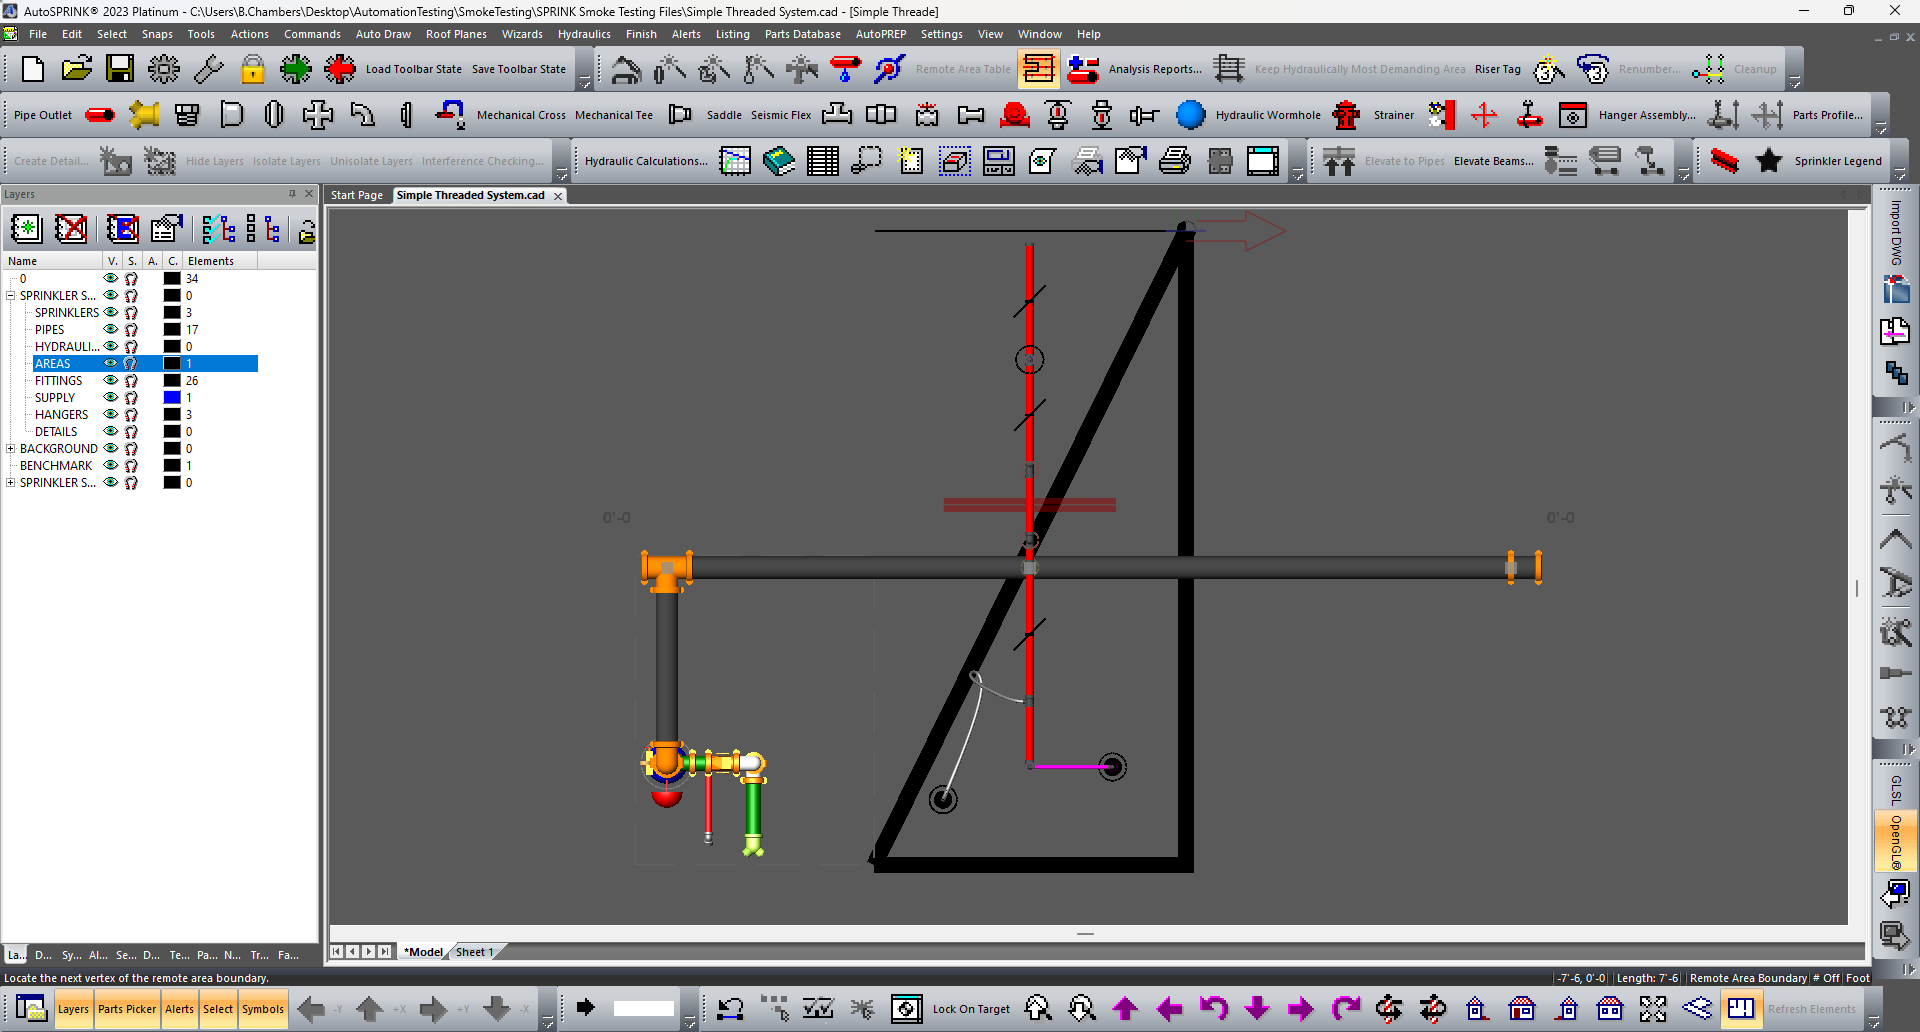 AutoSPRINK® 2023 Platinum - C:\Users\B.Chambers\Desktop\AutomationTesting\SmokeTesting\SPRINK Smoke Testing Files\Simple Threaded System.cad - [Simple Threade]
File Edit Select Snaps Tools Actions Commands Auto Draw Roof Planes Wizards Hydraulics Finish Alerts Listing Parts Database AutoPREP Settings View Window Help
Load Toolbar State Save Toolbar State Remote Area Table Analysis Reports... Keep Hydraulically Most Demanding Area Riser Tag Renumber... Cleanup
Pipe Outlet Mechanical Cross Mechanical Tee Saddle Seismic Flex Hydraulic Wormhole Strainer Hanger Assembly... Parts Profile...
Create Detail... Hide Layers Isolate Layers Unisolate Layers Interference Checking... Hydraulic Calculations... Elevate to Pipes Elevate Beams... Sprinkler Legend
Layers
Start Page Simple Threaded System.cad
Name V. S. A. C. Elements
0 34
SPRINKLER S... 0
SPRINKLERS 3
PIPES 17
HYDRAULI... 0
AREAS 1
FITTINGS 26
SUPPLY 1
HANGERS 3
DETAILS 0
BACKGROUND 0
BENCHMARK 1
SPRINKLER S... 0
0'-0 0'-0
Import DWG
GLSL
OpenGL®
La... D... Sy... Al... Se... D... Te... Pa... N... Tr... Fa...
*Model Sheet 1
Locate the next vertex of the remote area boundary.
-7'-6, 0'-0 Length: 7'-6 Remote Area Boundary # Off Foot
Layers Parts Picker Alerts Select Symbols -Y +X +Y -X Lock On Target Refresh Elements